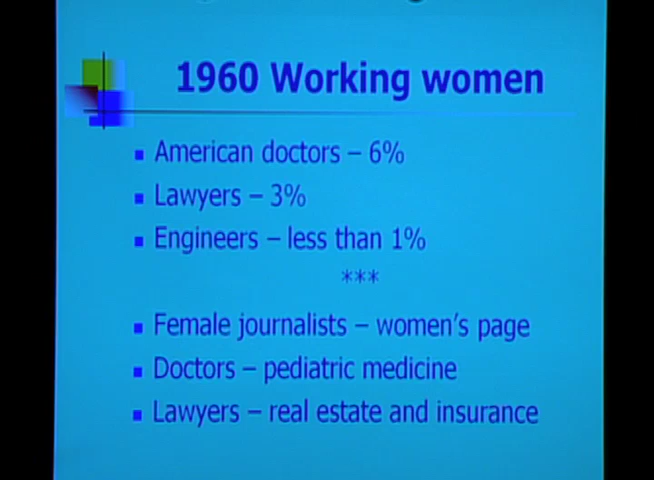 1960 Working women
American doctors – 6%
Lawyers – 3%
Engineers – less than 1%
***
Female journalists – women's page
Doctors – pediatric medicine
Lawyers – real estate and insurance